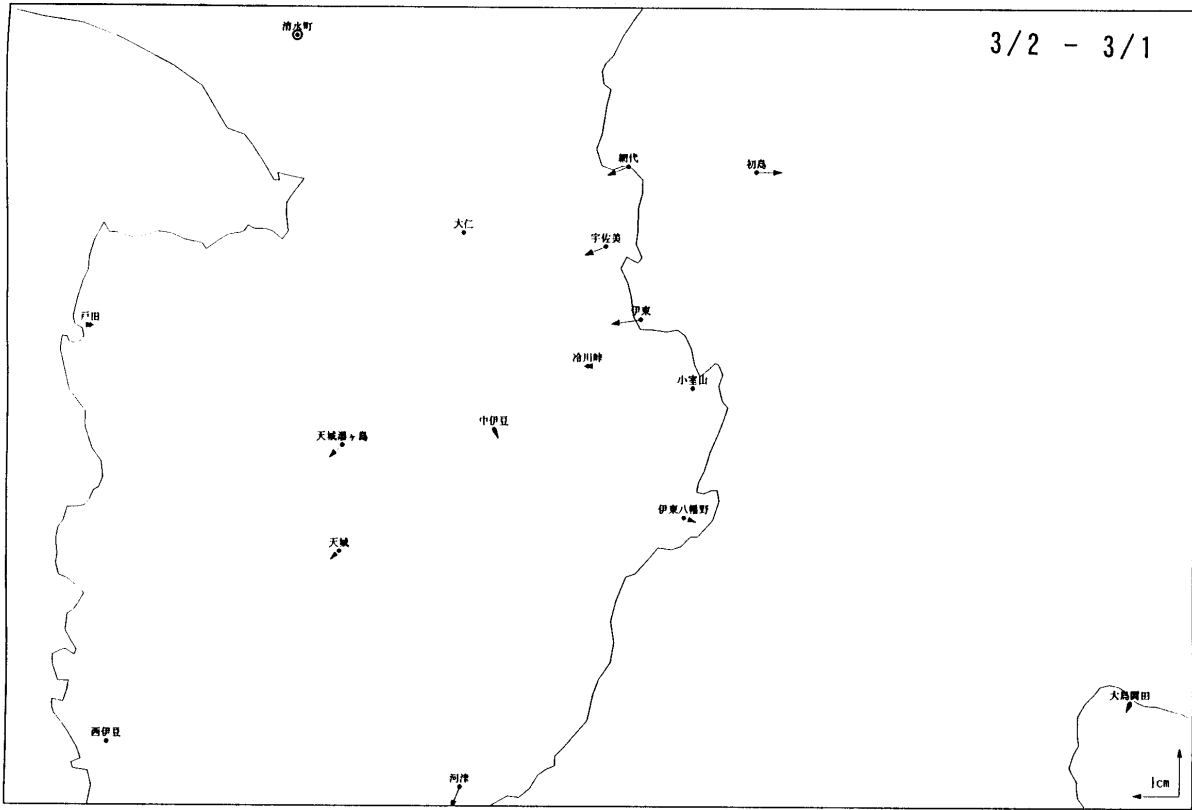 清水町
3/2 - 3/1
網代
初島
大仁
宇佐美
戸田
伊東
冷川峠
小室山
中伊豆
天城湯ヶ島
伊東八幡野
天城
大島岡田
西伊豆
河津
1cm